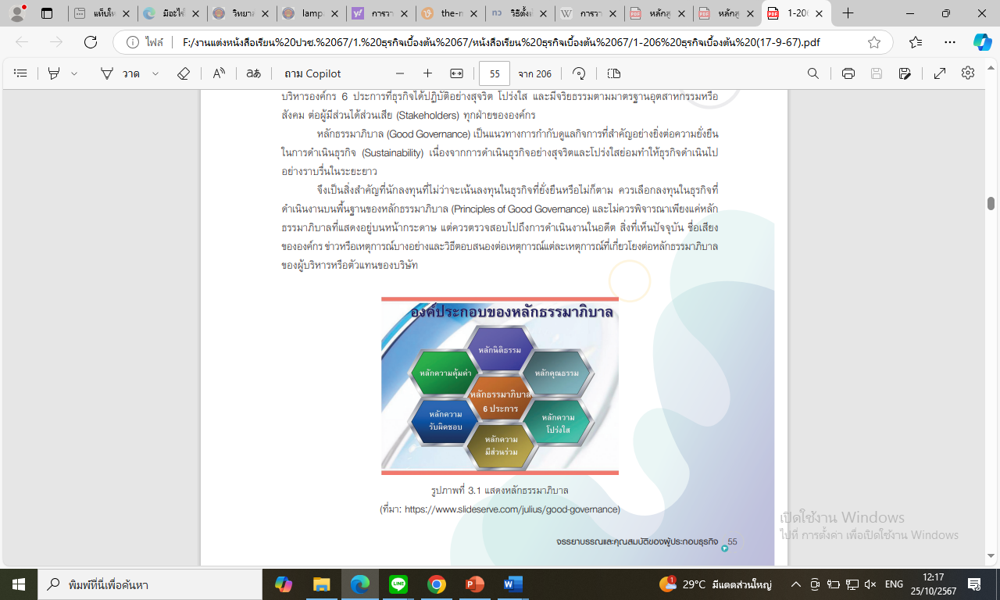 แท็บให
มีอะไรใ
วิทยาล
lampa
การวา
the-n
วิธีตั้งเ
การวา
หลักสู
หลักสู
1-20
ไฟล์
F:/งานแต่งหนังสือเรียน%20ปวช.%2067/1.%20ธุรกิจเบื้องต้น%2067/หนังสือเรียน%20ธุรกิจเบื้องต้น%2067/1-206%20ธุรกิจเบื้องต้น%20(17-9-67).pdf
วาด
ถาม Copilot
55
จาก 206
บริหารองค์กร 6 ประการที่ธุรกิจได้ปฏิบัติอย่างสุจริต โปร่งใส และมีจริยธรรมตามมาตรฐานอุตสาหกรรมหรือ
สังคม ต่อผู้มีส่วนได้ส่วนเสีย (Stakeholders) ทุกฝ่ายขององค์กร
หลักธรรมาภิบาล (Good Governance) เป็นแนวทางการกำกับดูแลกิจการที่สำคัญอย่างยิ่งต่อความยั่งยืน
ในการดำเนินธุรกิจ (Sustainability) เนื่องจากการดำเนินธุรกิจอย่างสุจริตและโปร่งใสย่อมทำให้ธุรกิจดำเนินไป
อย่างราบรื่นในระยะยาว
จึงเป็นสิ่งสำคัญที่นักลงทุนที่ไม่ว่าจะเน้นลงทุนในธุรกิจที่ยั่งยืนหรือไม่ก็ตาม ควรเลือกลงทุนในธุรกิจที่
ดำเนินงานบนพื้นฐานของหลักธรรมาภิบาล (Principles of Good Governance) และไม่ควรพิจารณาเพียงแค่หลัก
ธรรมาภิบาลที่แสดงอยู่บนหน้ากระดาษ แต่ควรตรวจสอบไปถึงการดำเนินงานในอดีต สิ่งที่เห็นปัจจุบัน ชื่อเสียง
ขององค์กร ข่าวหรือเหตุการณ์บางอย่างและวิธีตอบสนองต่อเหตุการณ์แต่ละเหตุการณ์ที่เกี่ยวโยงต่อหลักธรรมาภิบาล
ของผู้บริหารหรือตัวแทนของบริษัท
องค์ประกอบของหลักธรรมาภิบาล
หลักนิติธรรม
หลักความคุ้มค่า
หลักคุณธรรม
หลักธรรมาภิบาล
6 ประการ
หลักความ
รับผิดชอบ
หลักความ
โปร่งใส
หลักความ
มีส่วนร่วม
รูปภาพที่ 3.1 แสดงหลักธรรมาภิบาล
(ที่มา: https://www.slideserve.com/julius/good-governance)
จรรยาบรรณและคุณสมบัติของผู้ประกอบธุรกิจ 55
เปิดใช้งาน Windows
ไปที่ การตั้งค่า เพื่อเปิดใช้งาน Windows
พิมพ์ที่นี่เพื่อค้นหา
29°C มีแดดส่วนใหญ่
ENG
12:17
25/10/2567